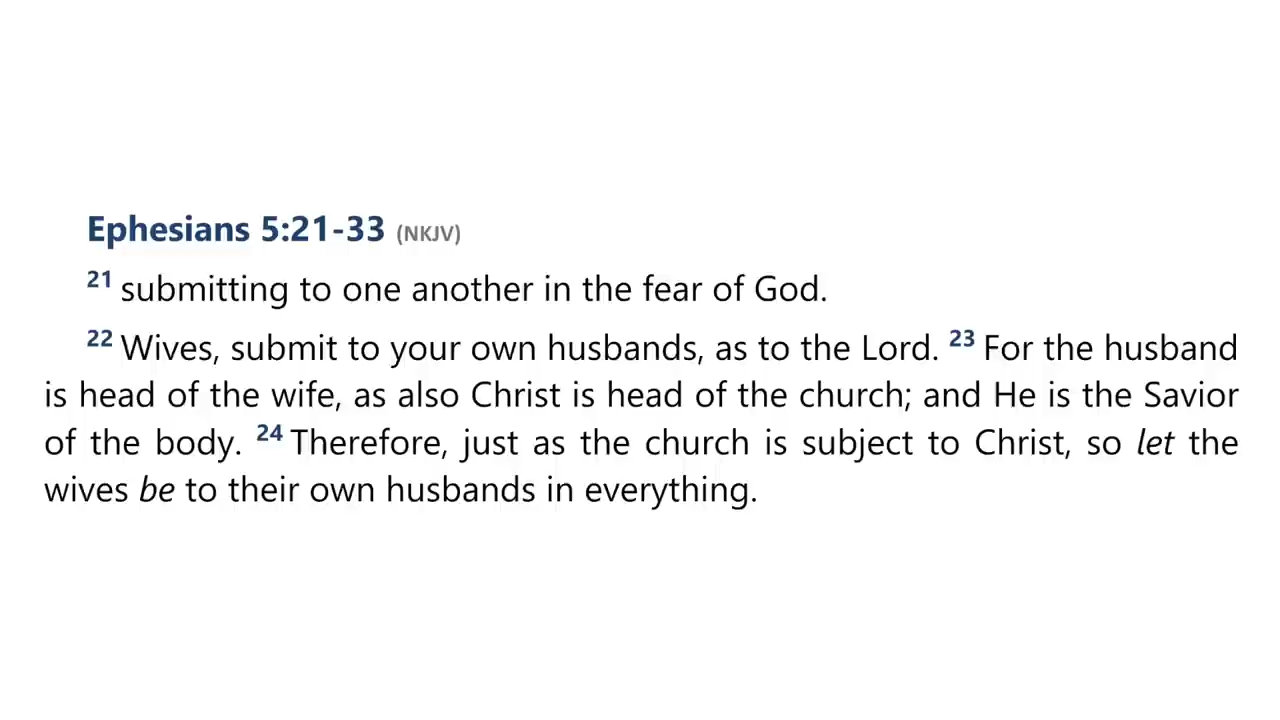 Ephesians 5:21-33 (NKJV)
21 submitting to one another in the fear of God.
22 Wives, submit to your own husbands, as to the Lord. 23 For the husband
is head of the wife, as also Christ is head of the church; and He is the Savior
of the body. 24 Therefore, just as the church is subject to Christ, so let the
wives be to their own husbands in everything.